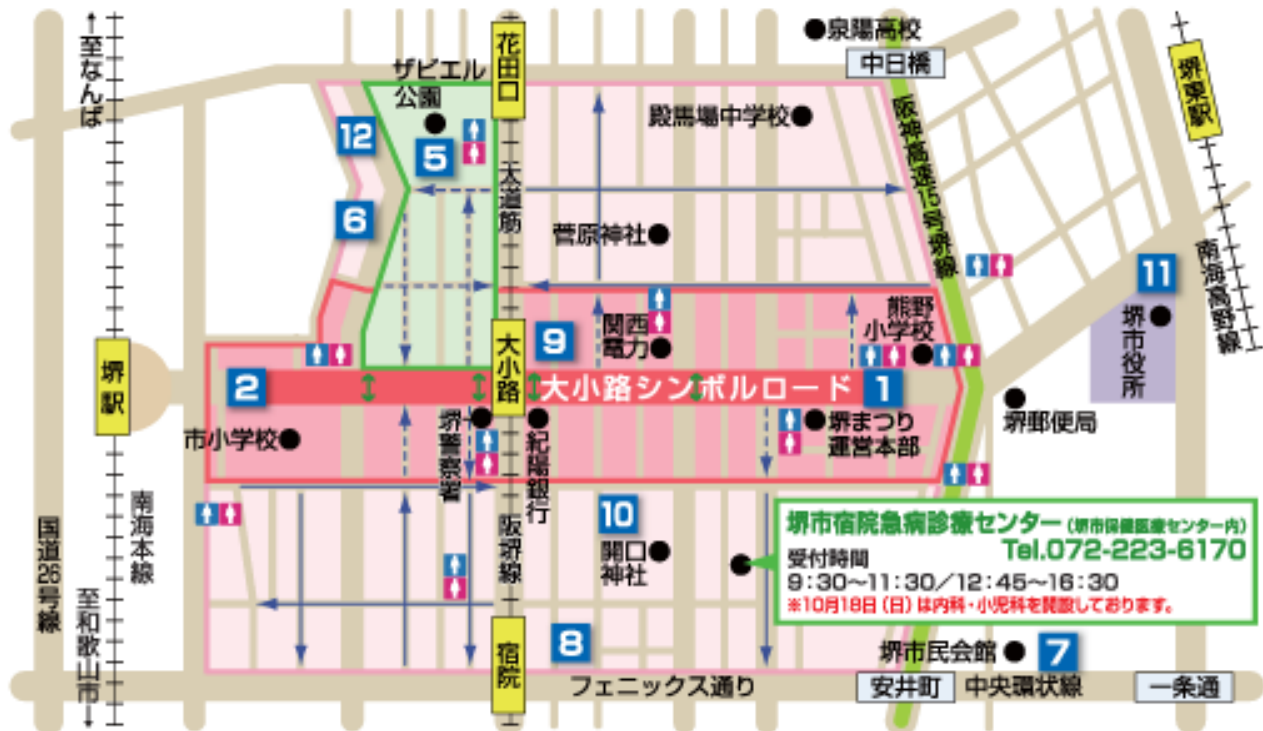 ↑至なんば
花田口
泉陽高校
中日橋
堺東駅
ザビエル
公園
12
5
殿馬場中学校
阪神高速15号堺線
大道筋
6
菅原神社
南海高野線
11
堺市役所
熊野
小学校
関西
電力
9
大小路
堺駅
2
大小路シンボルロード
1
堺郵便局
市小学校
堺警察署
紀陽銀行
堺まつり
運営本部
南海本線
国道26号線
阪堺線
10
開口
神社
堺市宿院急病診療センター(堺市保健医療センター内)
Tel.072-223-6170
受付時間
9:30〜11:30/12:45〜16:30
※10月18日(日)は内科・小児科を開設しております。
至和歌山市↓
宿院
8
堺市民会館
7
フェニックス通り
安井町
中央環状線
一条通